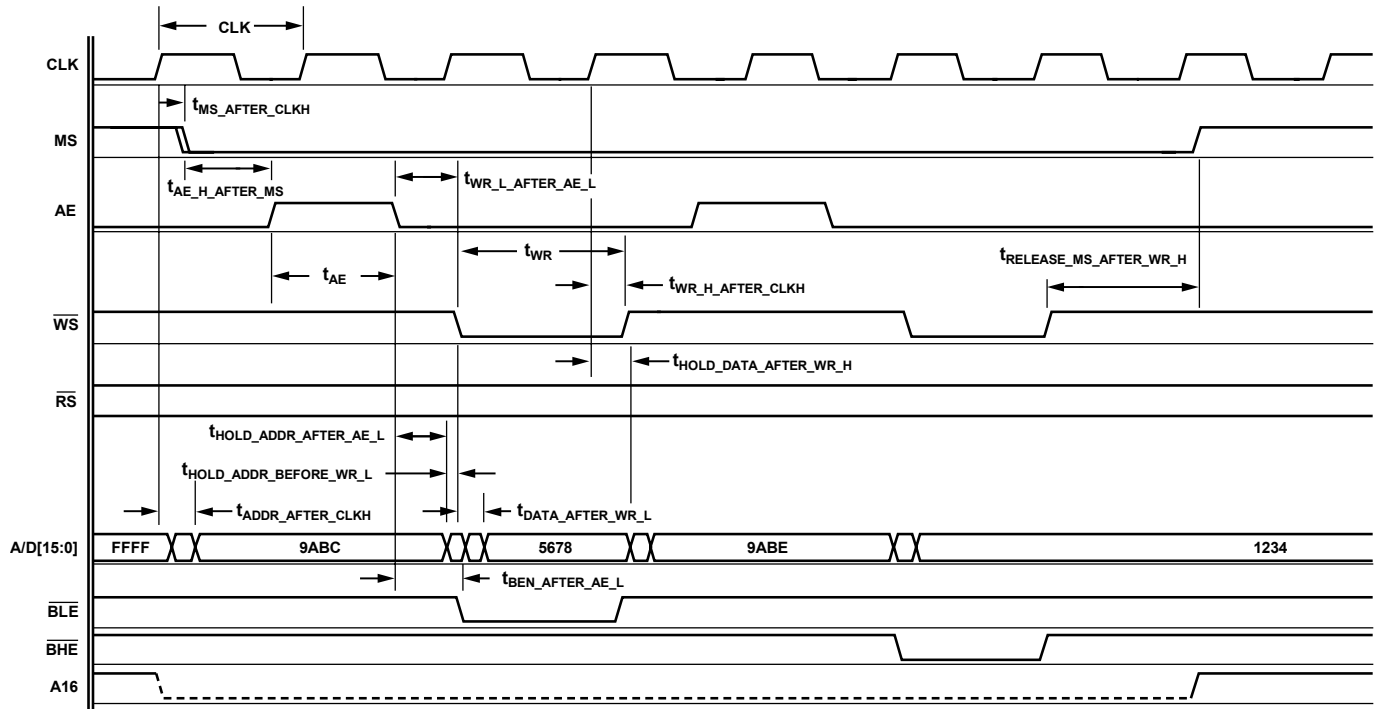 CLK
CLK
tMS_AFTER_CLKH
MS
tAE_H_AFTER_MS
tWR_L_AFTER_AE_L
AE
tAE
tWR
tWR_H_AFTER_CLKH
tRELEASE_MS_AFTER_WR_H
WS
tHOLD_DATA_AFTER_WR_H
RS
tHOLD_ADDR_AFTER_AE_L
tHOLD_ADDR_BEFORE_WR_L
tADDR_AFTER_CLKH
tDATA_AFTER_WR_L
A/D[15:0] FFFF 9ABC 5678 9ABE 1234
tBEN_AFTER_AE_L
BLE
BHE
A16